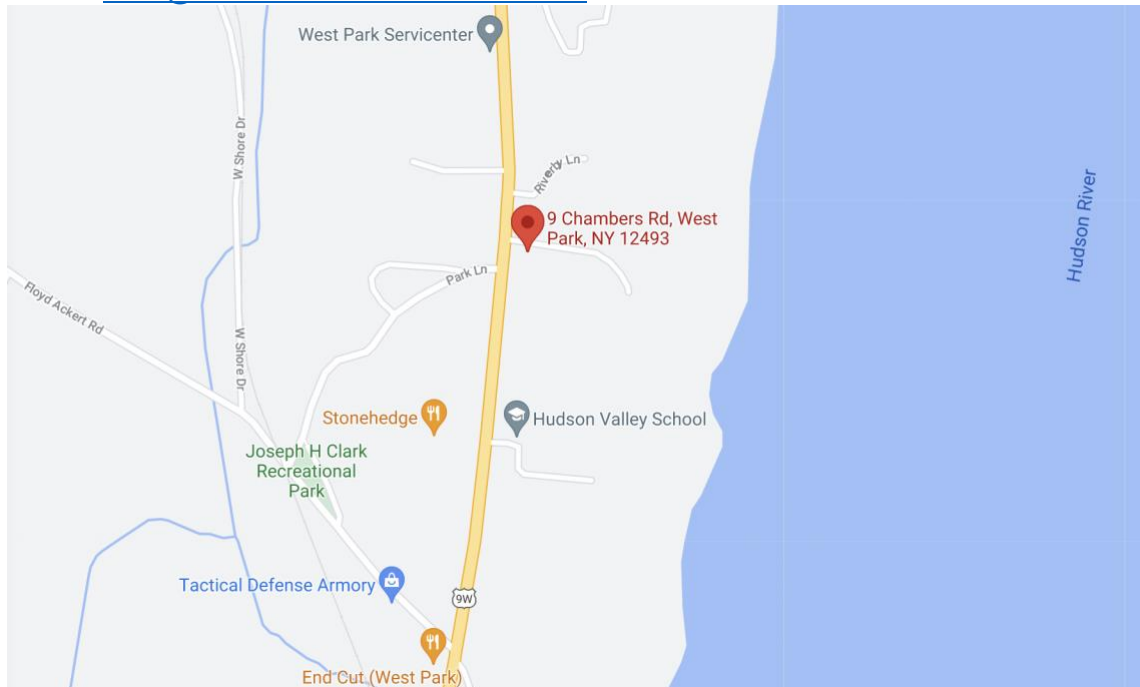 West Park Servicenter
W Shore Dr
Riverby Ln
9 Chambers Rd, West
Park, NY 12493
Hudson River
Park Ln
Floyd Ackert Rd
W Shore Dr
Stonehedge
Hudson Valley School
Joseph H Clark
Recreational
Park
Tactical Defense Armory
9W
End Cut (West Park)